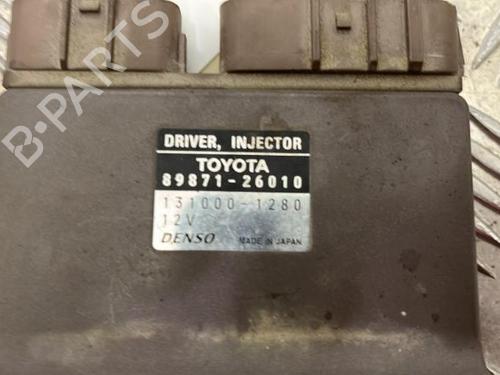 B-PARTS
DRIVER, INJECTOR
TOYOTA
89871-26010
131000-1280
12V
DENSO MADE IN JAPAN